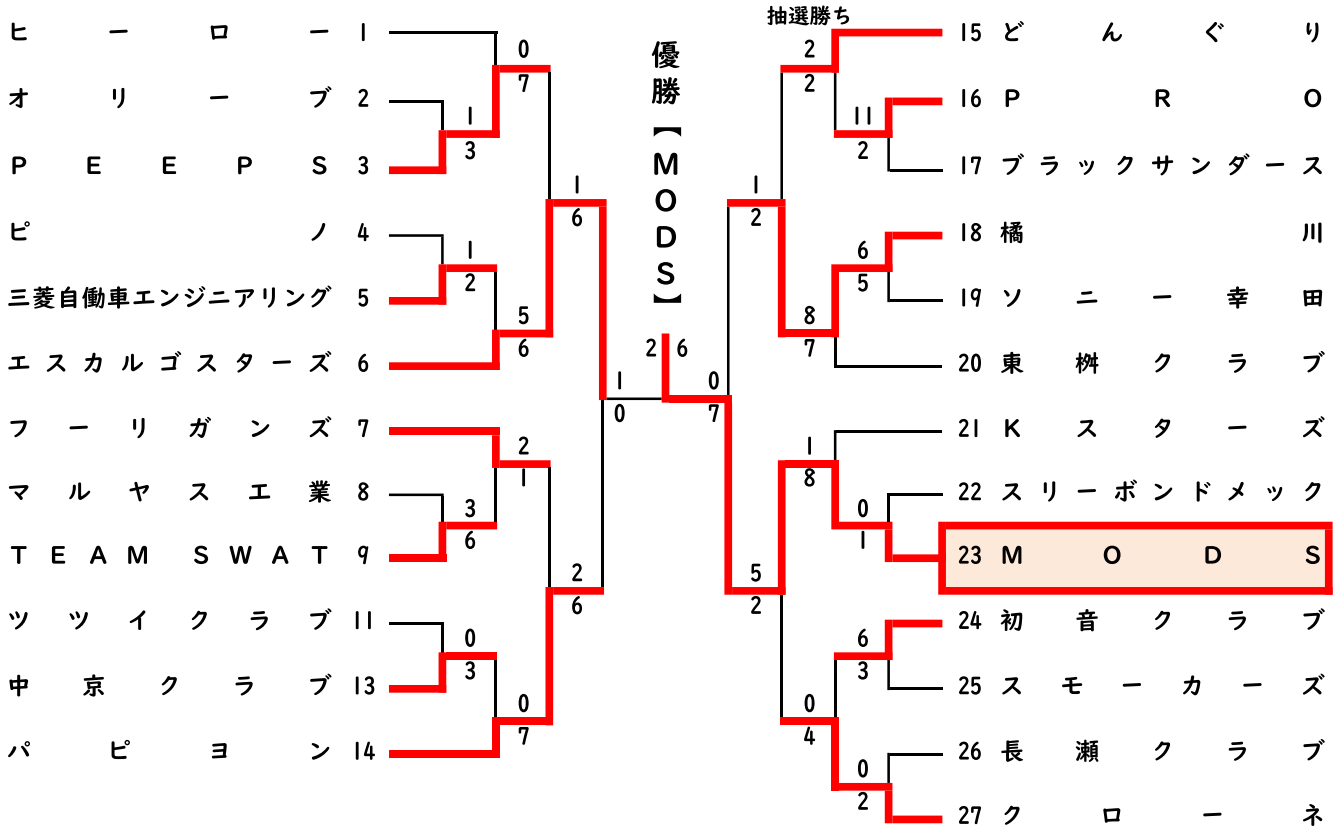 抽選勝ち
優勝【MODS】
ヒーロー 1
オリーブ 2
PEEPS 3
ピノ 4
三菱自働車エンジニアリング 5
エスカルゴスターズ 6
フーリガンズ 7
マルヤス工業 8
TEAM SWAT 9
ツツイクラブ 11
中京クラブ 13
パピヨン 14
0
7
1
3
1
6
1
2
5
6
2
1
3
6
2
6
0
3
0
7
1
0
2 6
0
7
2
2
11
2
1
2
6
5
8
7
1
8
0
1
5
2
6
3
0
4
0
2
15 どんぐり
16 PRO
17 ブラックサンダース
18 橘川
19 ソニー幸田
20 東桝クラブ
21 Kスターズ
22 スリーボンドメック
23 MODS
24 初音クラブ
25 スモーカーズ
26 長瀬クラブ
27 クローネ